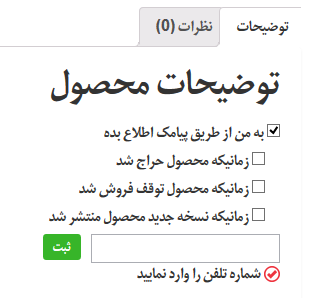 توضیحات
نظرات (0)
توضیحات محصول
به من از طریق پیامک اطلاع بده
زمانیکه محصول حراج شد
زمانیکه محصول توقف فروش شد
زمانیکه نسخه جدید محصول منتشر شد
ثبت
شماره تلفن را وارد نمایید